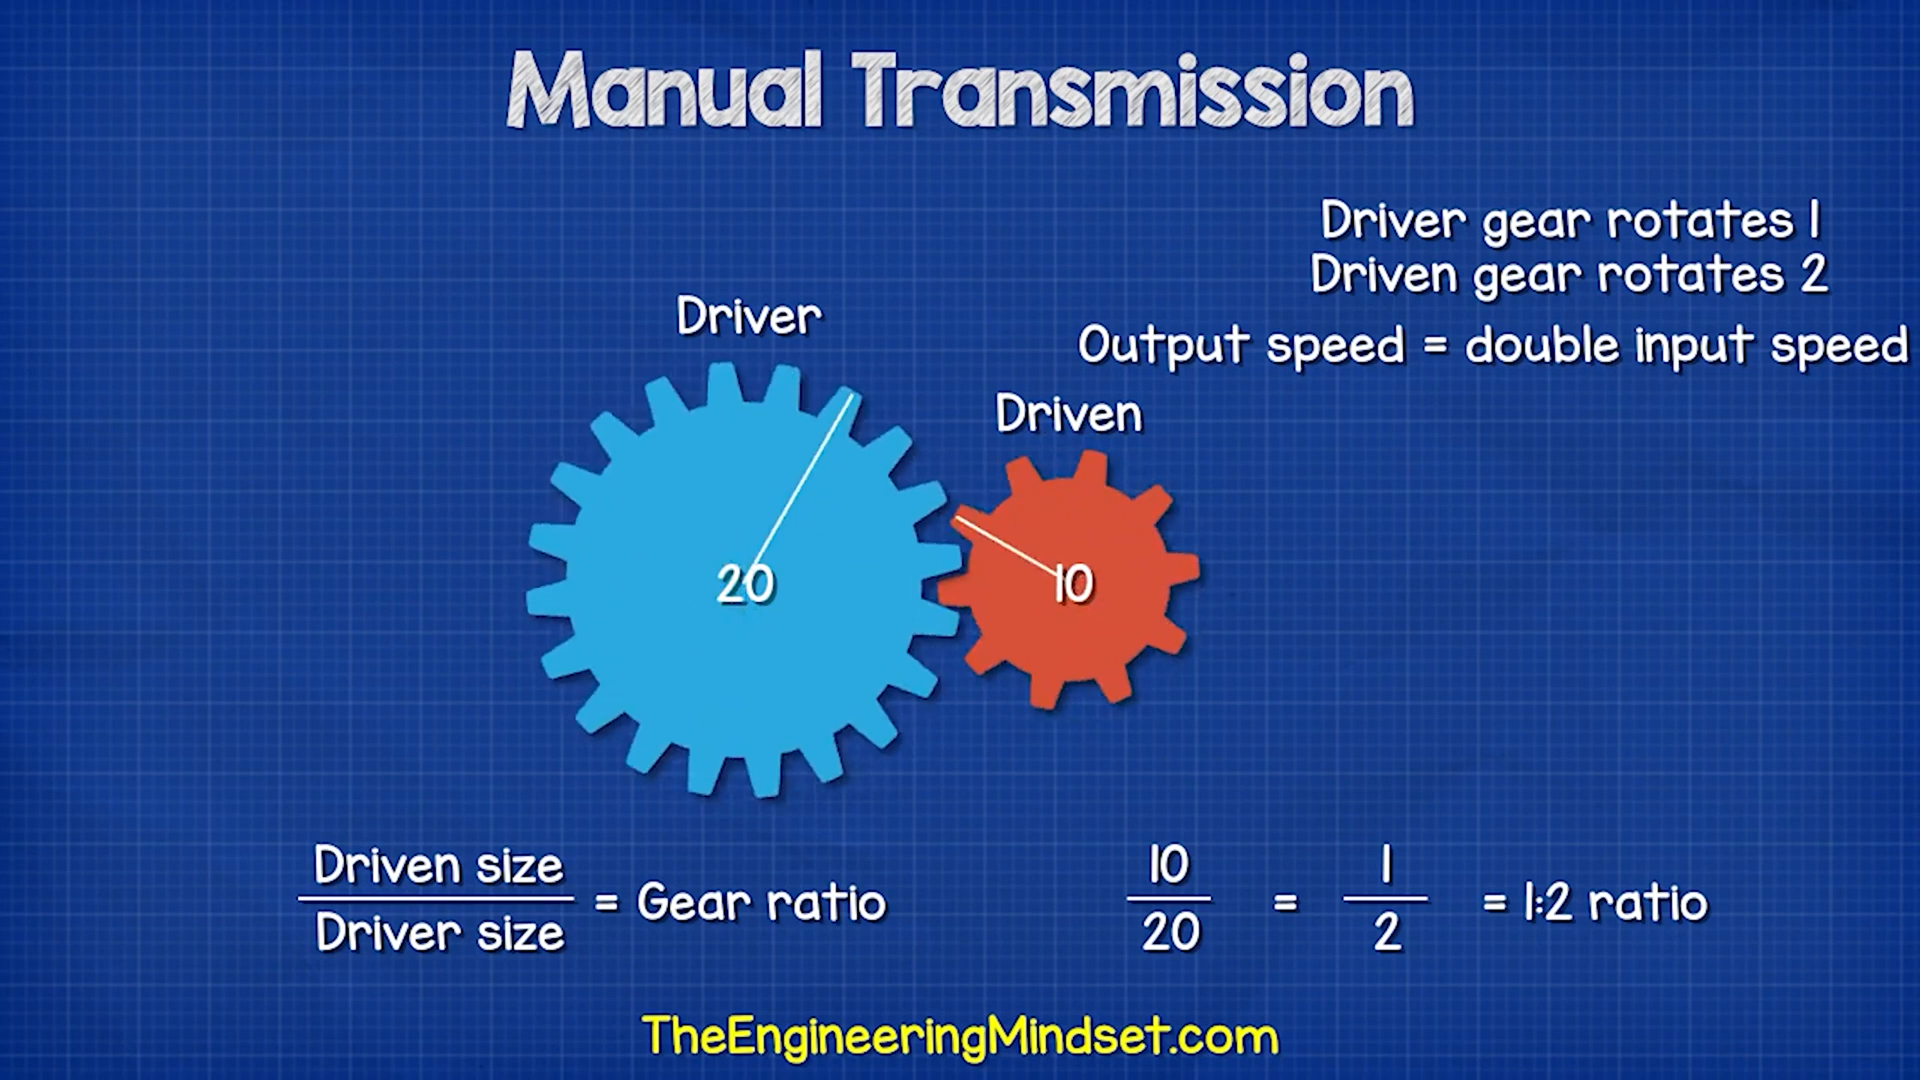 Manual Transmission
Driver gear rotates 1
Driven gear rotates 2
Output speed = double input speed
Driver
Driven
20
10
Driven size
Driver size
= Gear ratio
10
20
=
1
2
= 1:2 ratio
TheEngineeringMindset.com